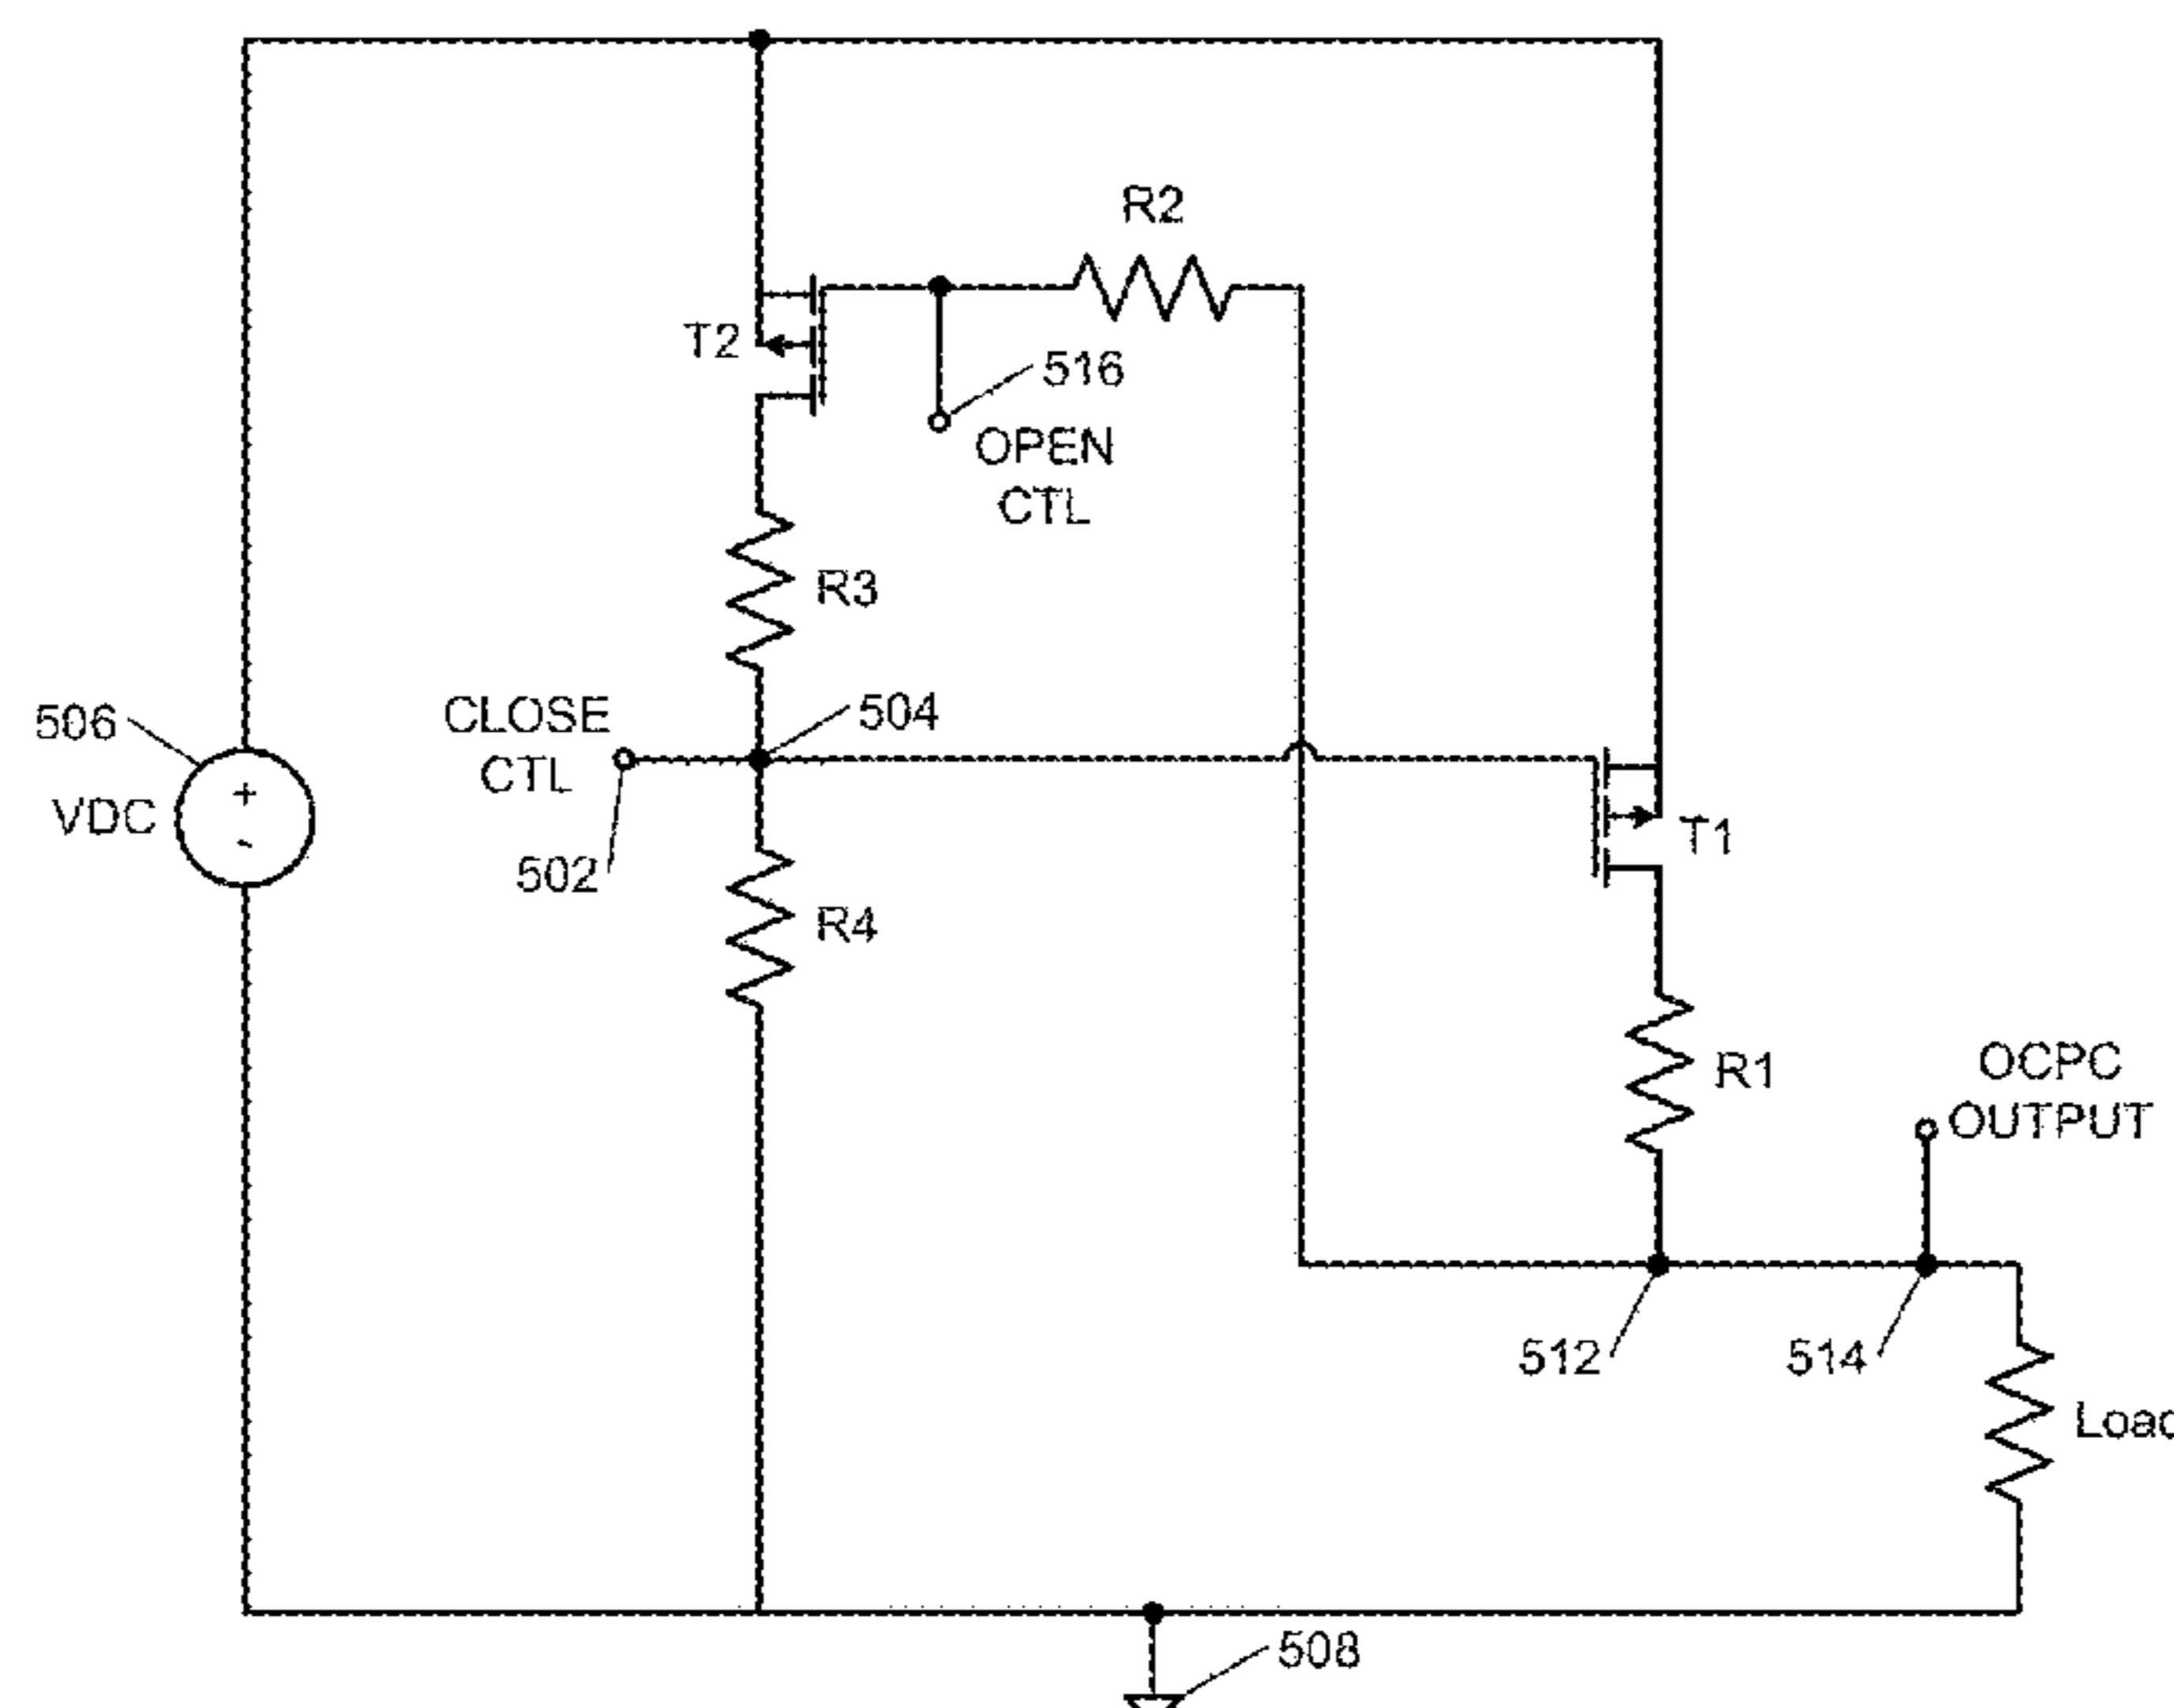 R2
T2
516
OPEN
CTL
R3
506
CLOSE
CTL
504
VDC
+
-
502
T1
R4
R1
OCPC
OUTPUT
512
514
Load
508